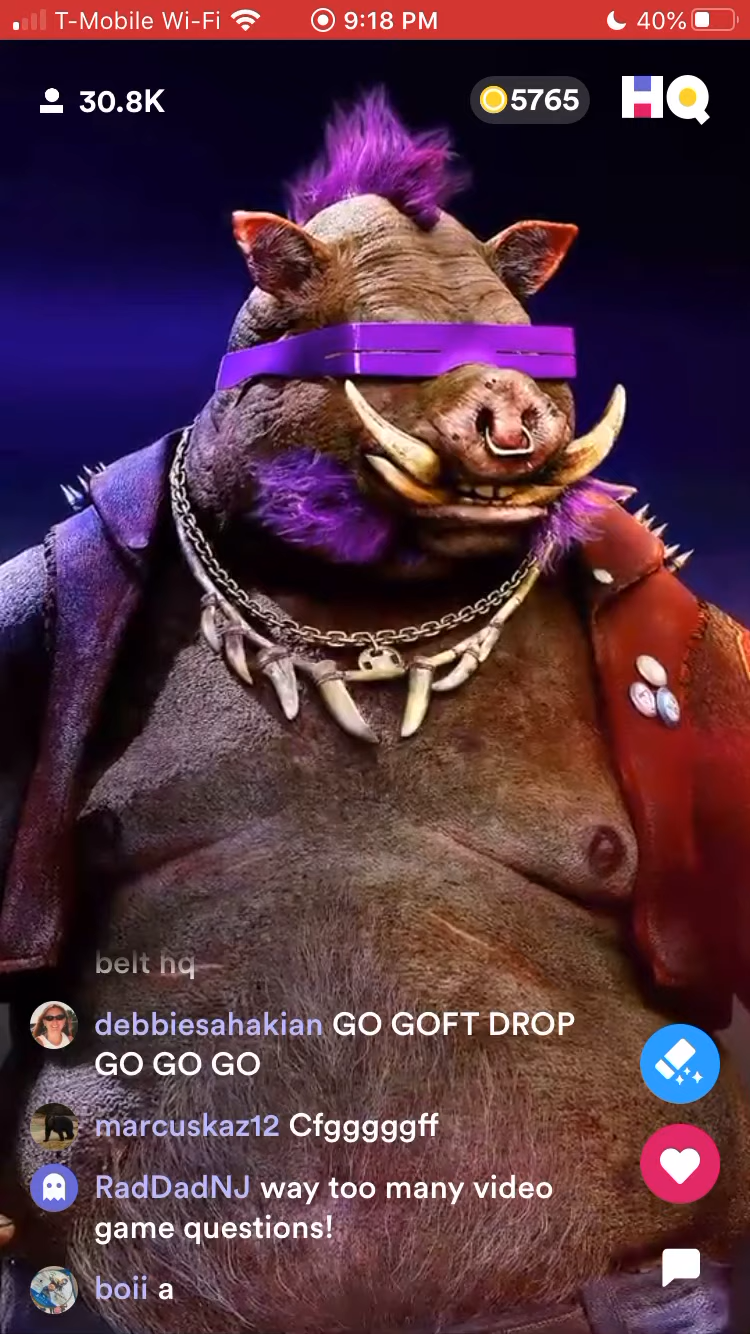 T-Mobile Wi-Fi 9:18 PM 40%
30.8K 5765 HQ
belt hq
debbiesahakian GO GOFT DROP
GO GO GO
marcuskaz12 Cfgggggff
RadDadNJ way too many video
game questions!
boii a